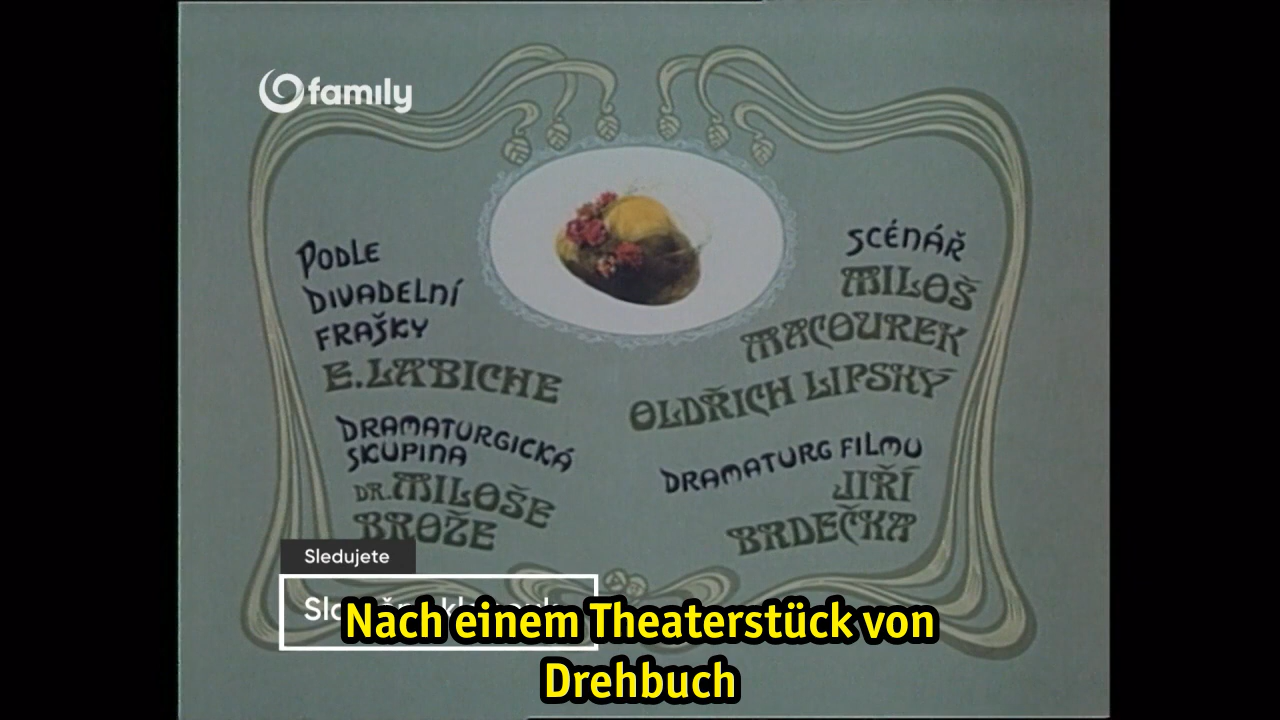 family
PODLE
DIVADELNÍ
FRAŠKY
E. LABICHE
DRAMATURGICKÁ
SKUPINA
DR. MILOŠE
BROŽE
SCÉNÁŘ
MILOŠ
MACOUREK
OLDŘICH LIPSKÝ
DRAMATURG FILMU
JIŘÍ
BRDEČKA
Sledujete
Nach einem Theaterstück von
Drehbuch